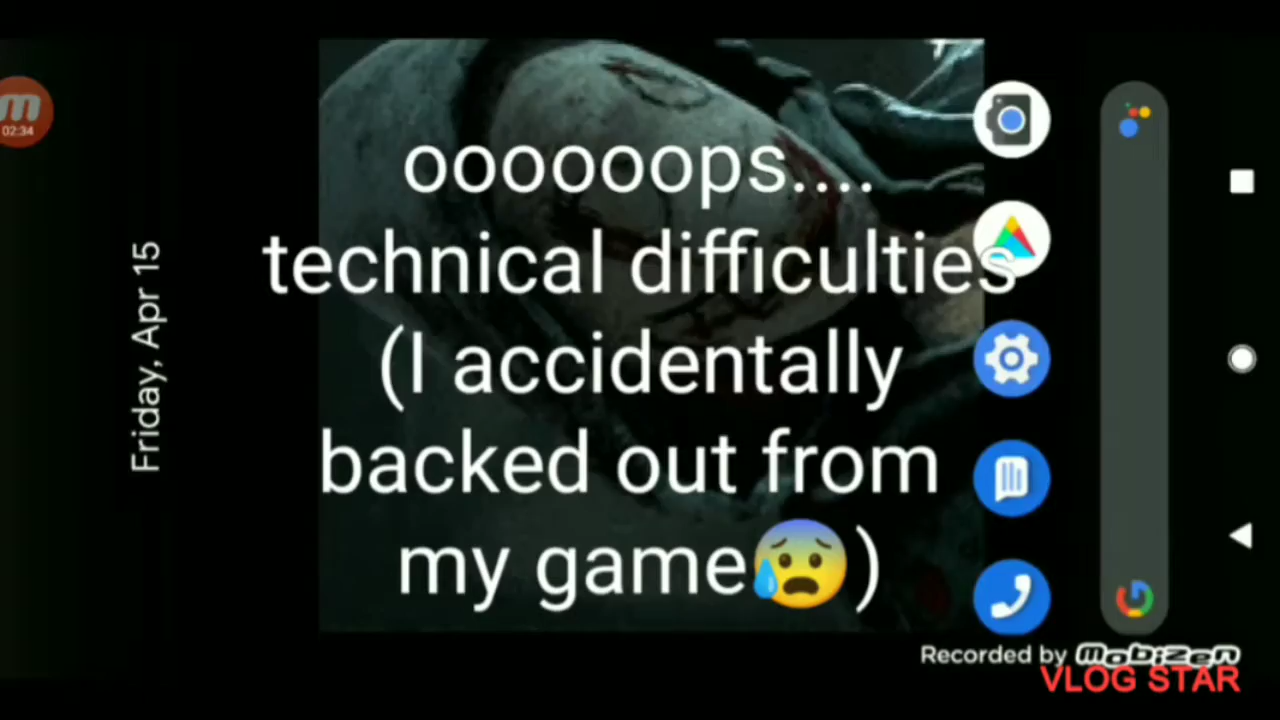 02:34
Friday, Apr 15
oooooops....
technical difficulties
(I accidentally
backed out from
my game😰)
Recorded by Mobizen
VLOG STAR